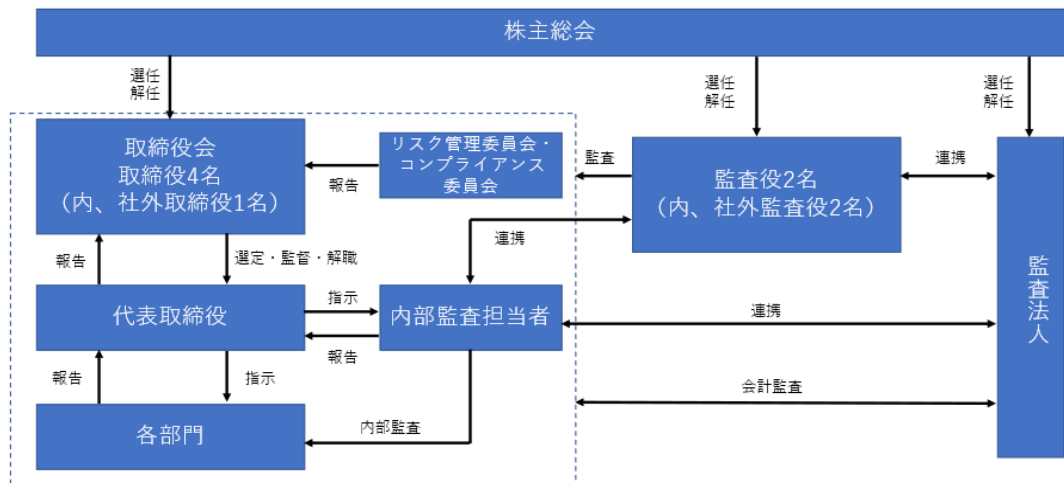 株主総会
選任
解任
選任
解任
選任
解任
取締役会
取締役4名
（内、社外取締役1名）
報告
リスク管理委員会・
コンプライアンス
委員会
監査
監査役2名
（内、社外監査役2名）
連携
監査法人
報告
選定・監督・解職
連携
代表取締役
指示
報告
内部監査担当者
連携
報告
指示
会計監査
各部門
内部監査